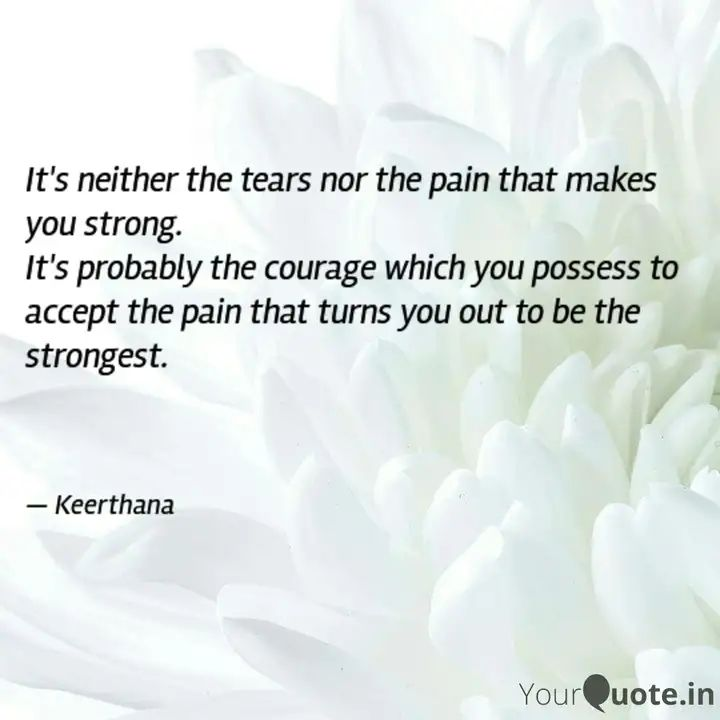 It's neither the tears nor the pain that makes
you strong.
It's probably the courage which you possess to
accept the pain that turns you out to be the
strongest.
— Keerthana
YourQuote.in